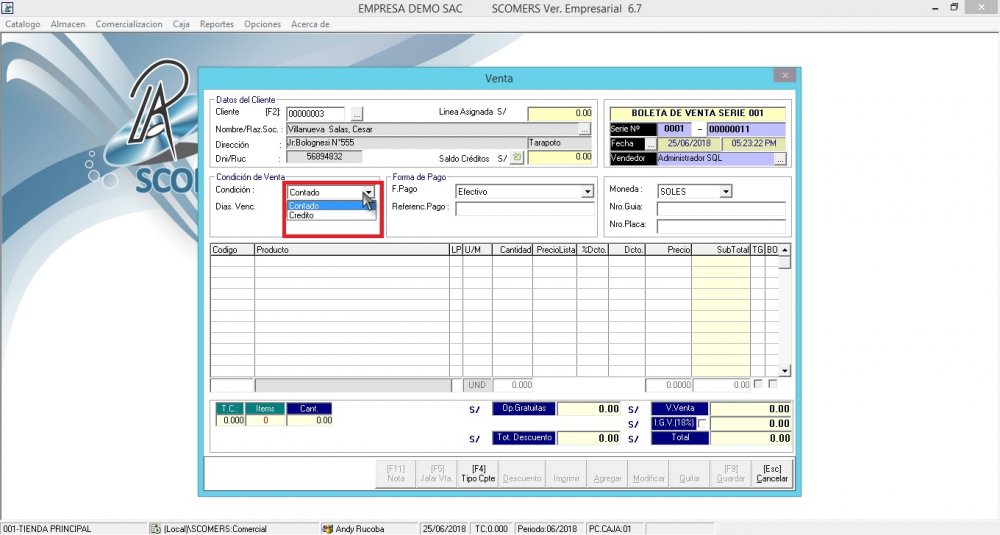 EMPRESA DEMO SAC SCOMERS Ver. Empresarial 6.7
Catalogo Almacen Comercializacion Caja Reportes Opciones Acerca de
SCO
Venta
Datos del Cliente
Cliente [F2]: 00000003 ... Linea Asignada S/ 0.00
Nombre/Raz.Soc. : Villanueva Salas, Cesar ...
Dirección : Jr.Bolognesi N°555 Tarapoto
Dni/Ruc : 56894832 Saldo Créditos S/ 0.00
BOLETA DE VENTA SERIE 001
Serie Nº 0001 - 00000011
Fecha ... 25/06/2018 05:23:22 PM
Vendedor Administrador SQL ...
Condición de Venta
Condición : Contado
Contado
Credito
Dias. Venc.
Forma de Pago
F.Pago Efectivo
Referenc.Pago :
Moneda : SOLES
Nro.Guia:
Nro.Placa:
Codigo Producto LP U/M Cantidad PrecioLista %Dcto. Dcto. Precio SubTotal TG BO
UND 0.000 0.0000 0.00
T.C.: Items Cant.
0.000 0 0.00
S/ Op.Gratuitas 0.00 S/ V.Venta 0.00
S/ I.G.V.(18%) 0.00
S/ Tot. Descuento 0.00 S/ Total 0.00
[F11] Nota [F5] Jalar Vta [F4] Tipo Cpte Descuento Imprimir Agregar Modificar Quitar [F9] Guardar [Esc] Cancelar
001-TIENDA PRINCIPAL (Local)\SCOMERS:Comercial Andy Rucoba 25/06/2018 TC:0.000 Periodo:06/2018 PC.CAJA:01